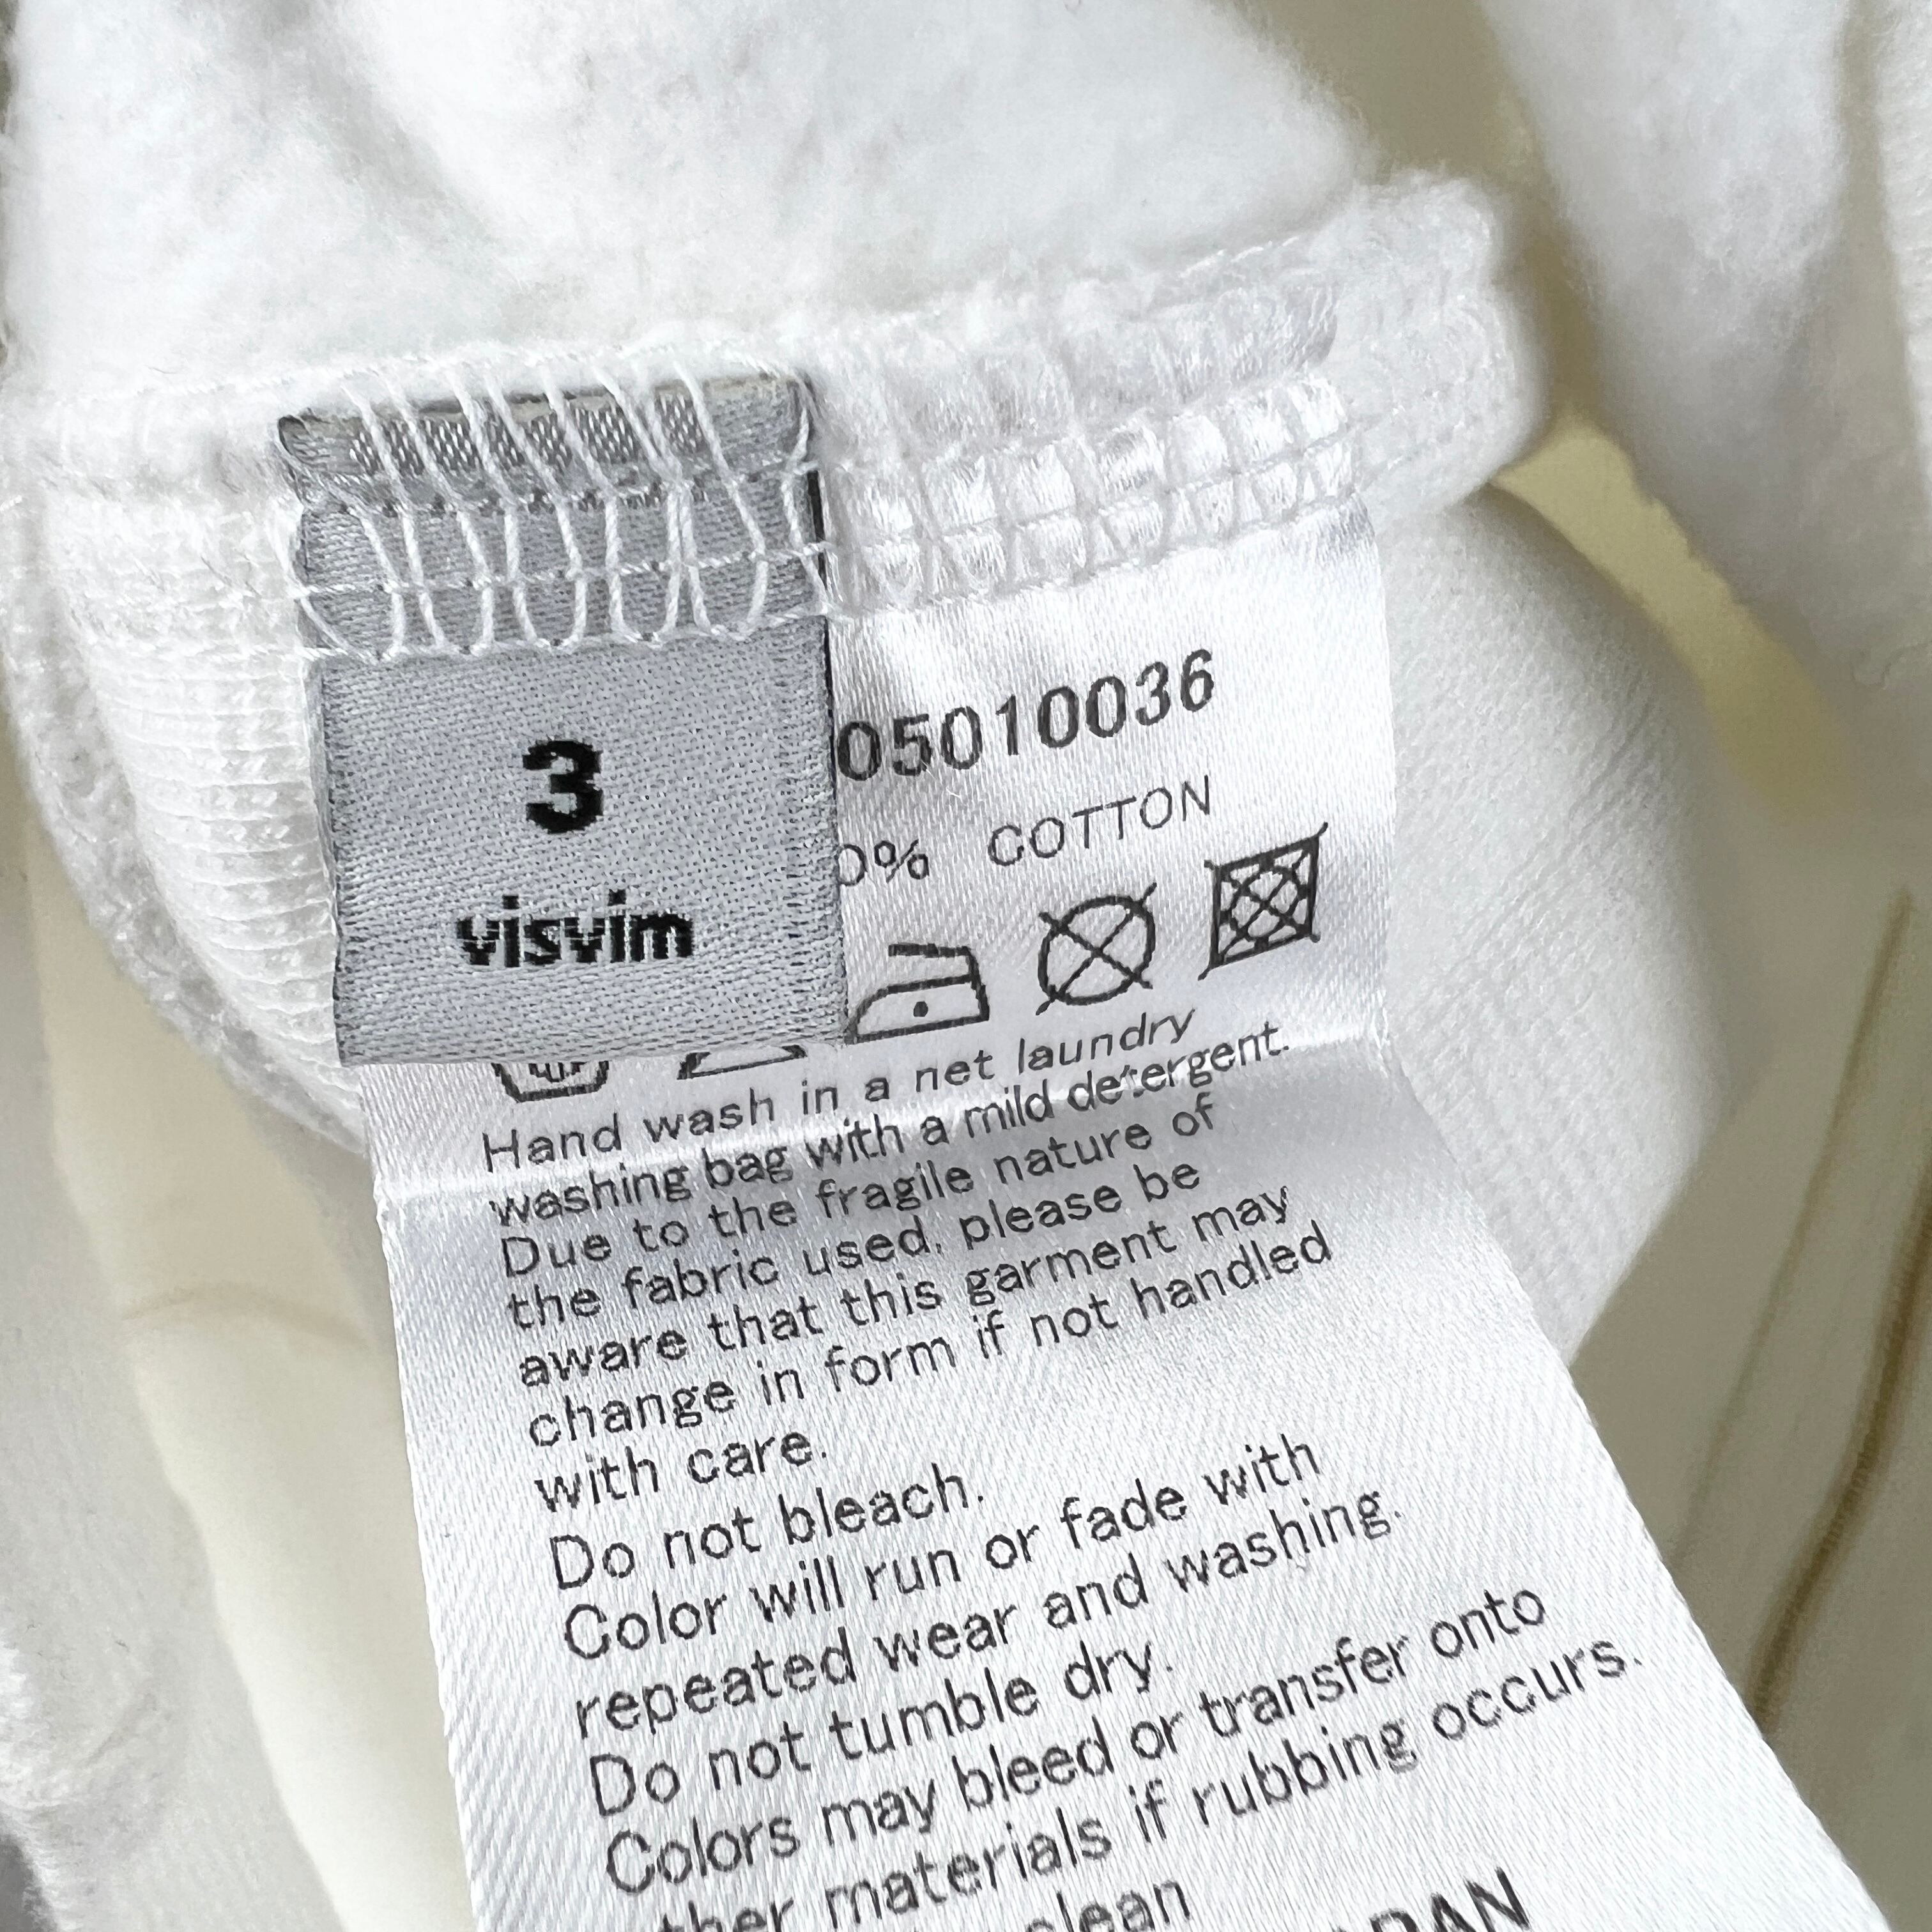 3
visvim
05010036
0% COTTON
Hand wash in a net laundry
washing bag with a mild detergent.
Due to the fragile nature of
the fabric used, please be
aware that this garment may
change in form if not handled
with care.
Do not bleach.
Color will run or fade with
repeated wear and washing.
Do not tumble dry.
Colors may bleed or transfer onto
ther materials if rubbing occurs.
clean